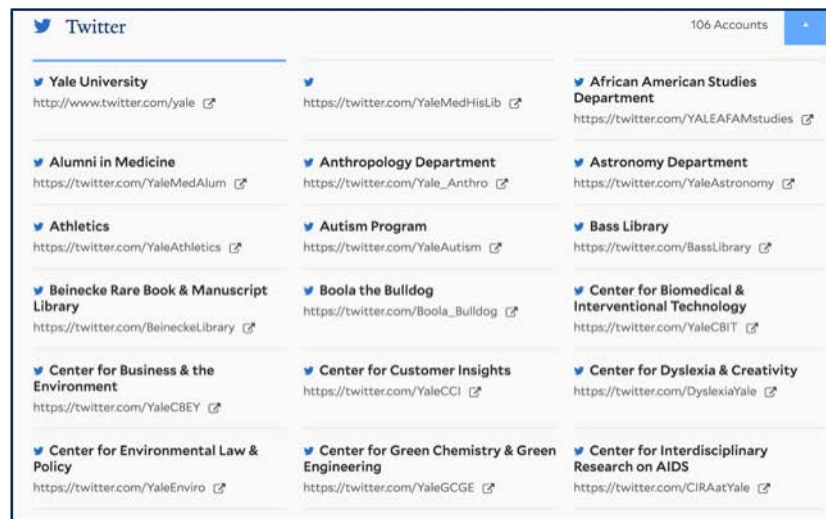 Twitter
106 Accounts
Yale University
http://www.twitter.com/yale
https://twitter.com/YaleMedHisLib
African American Studies
Department
https://twitter.com/YALEAFAMstudies
Alumni in Medicine
https://twitter.com/YaleMedAlum
Anthropology Department
https://twitter.com/Yale_Anthro
Astronomy Department
https://twitter.com/YaleAstronomy
Athletics
https://twitter.com/YaleAthletics
Autism Program
https://twitter.com/YaleAutism
Bass Library
https://twitter.com/BassLibrary
Beinecke Rare Book & Manuscript
Library
https://twitter.com/BeineckeLibrary
Boola the Bulldog
https://twitter.com/Boola_Bulldog
Center for Biomedical &
Interventional Technology
https://twitter.com/YaleCBIT
Center for Business & the
Environment
https://twitter.com/YaleCBEY
Center for Customer Insights
https://twitter.com/YaleCCI
Center for Dyslexia & Creativity
https://twitter.com/DyslexiaYale
Center for Environmental Law &
Policy
https://twitter.com/YaleEnviro
Center for Green Chemistry & Green
Engineering
https://twitter.com/YaleGCGE
Center for Interdisciplinary
Research on AIDS
https://twitter.com/CIRAatYale